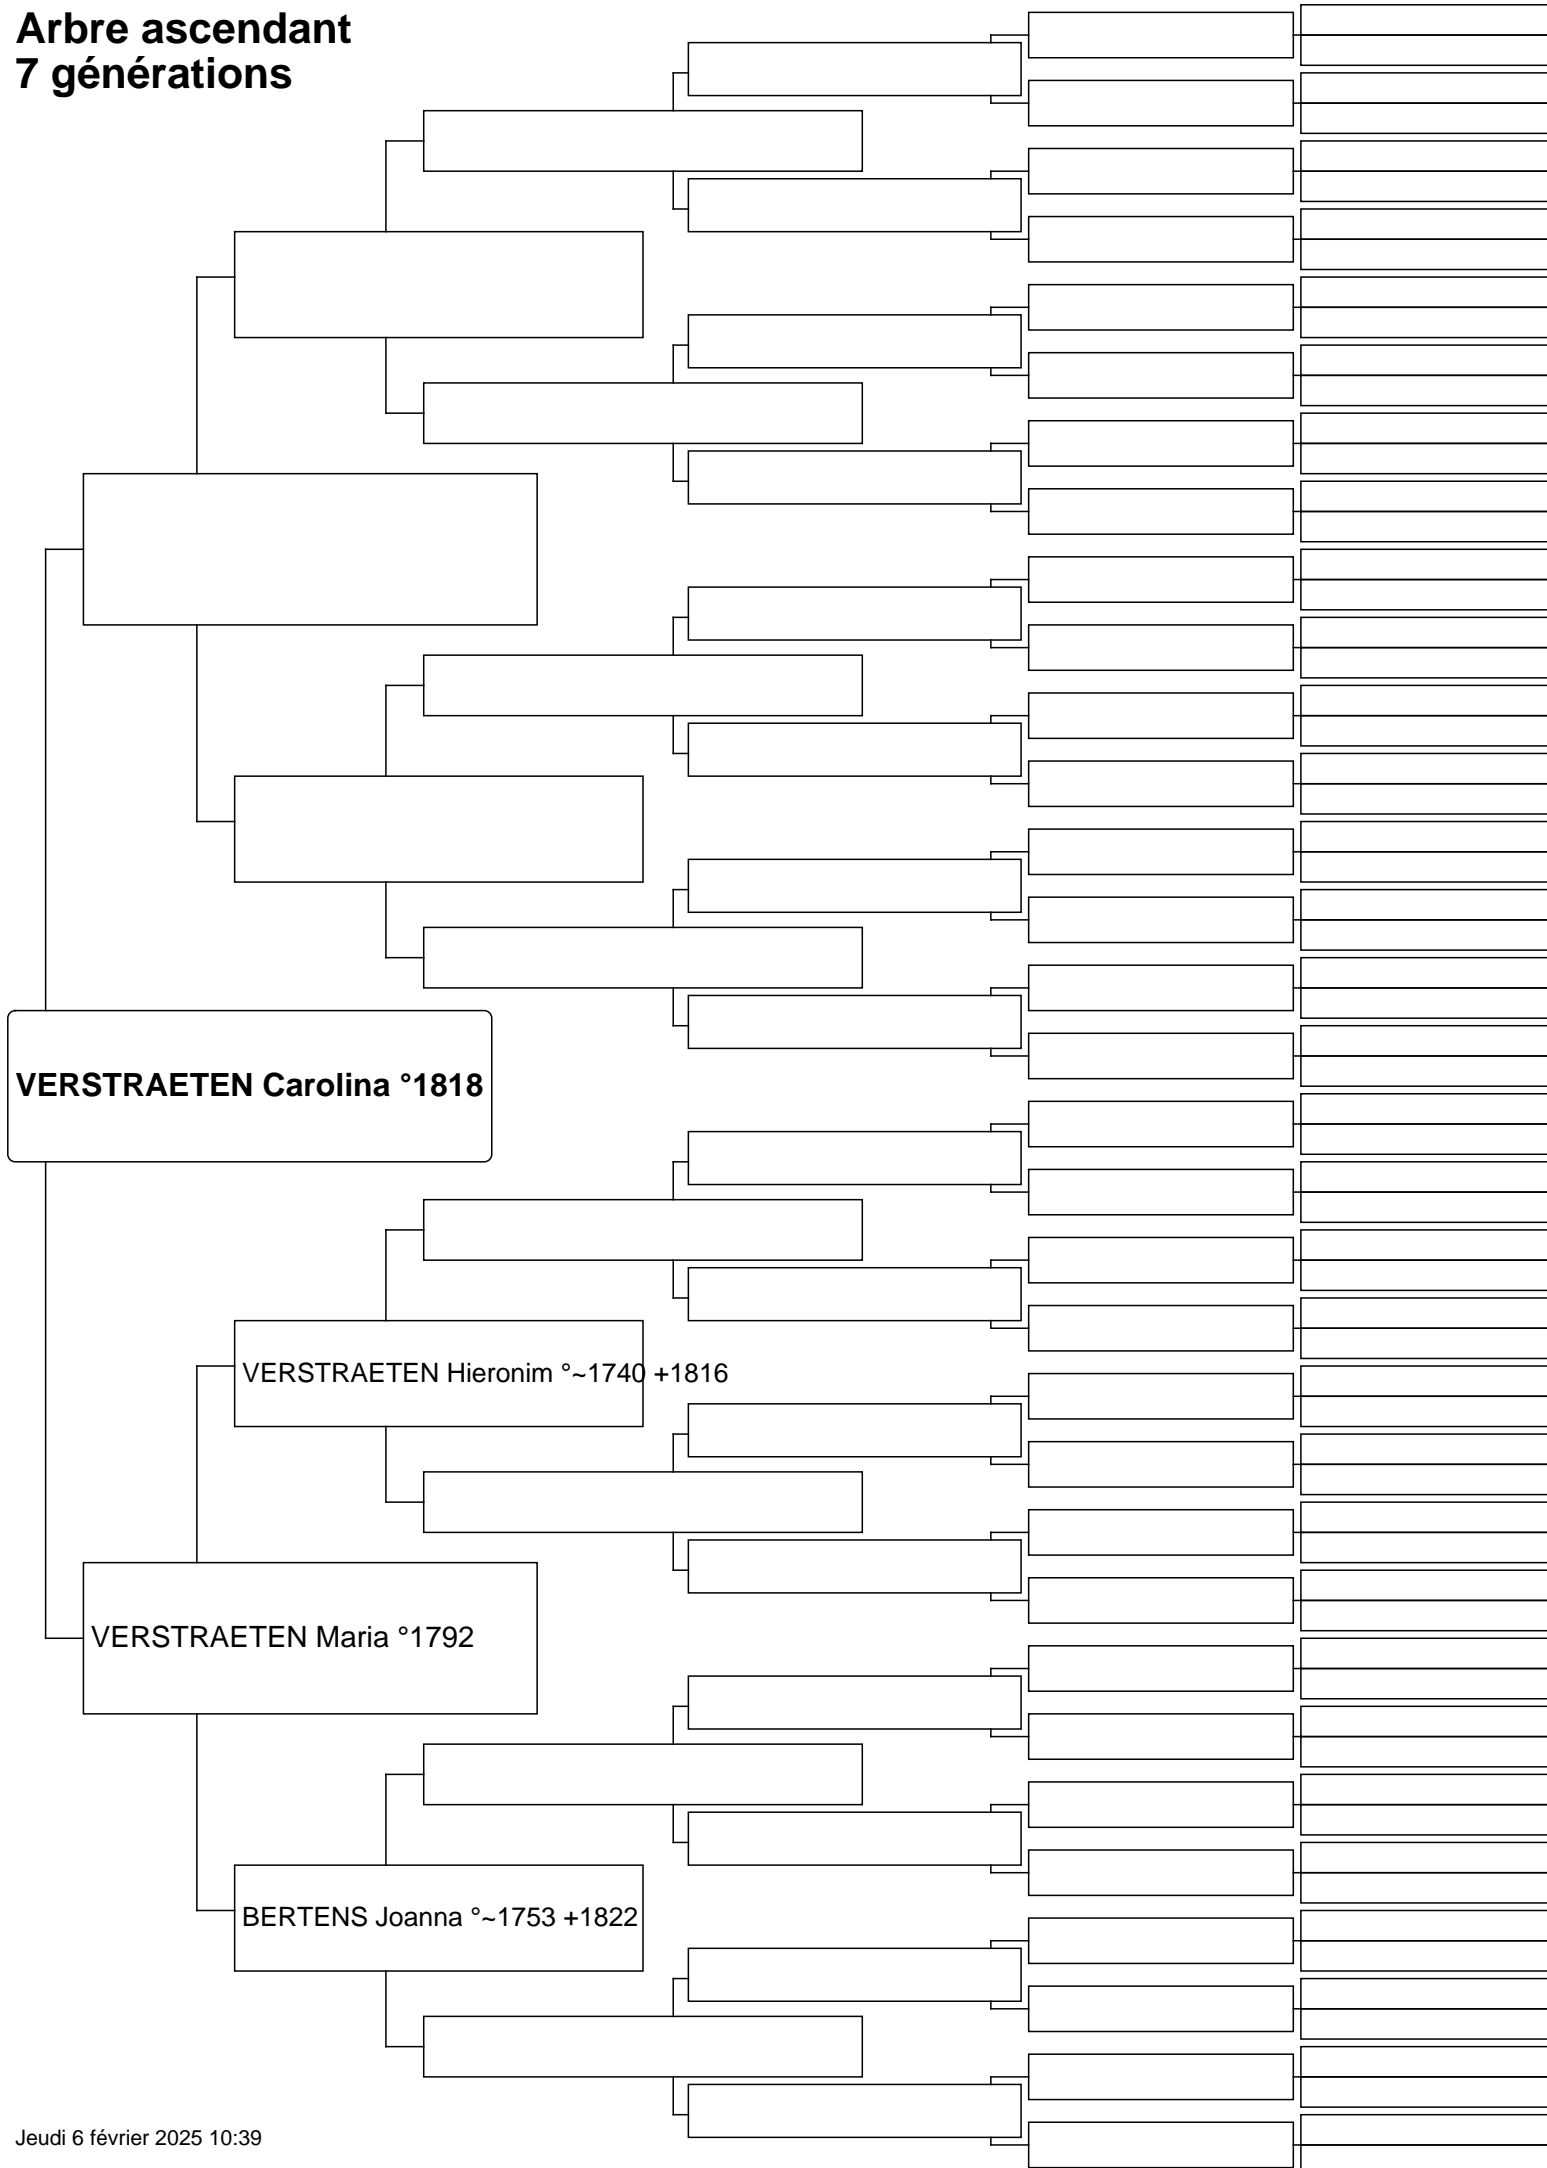 Arbre ascendant
7 générations
VERSTRAETEN Carolina °1818
VERSTRAETEN Hieronim °~1740 +1816
VERSTRAETEN Maria °1792
BERTENS Joanna °~1753 +1822
Jeudi 6 février 2025 10:39